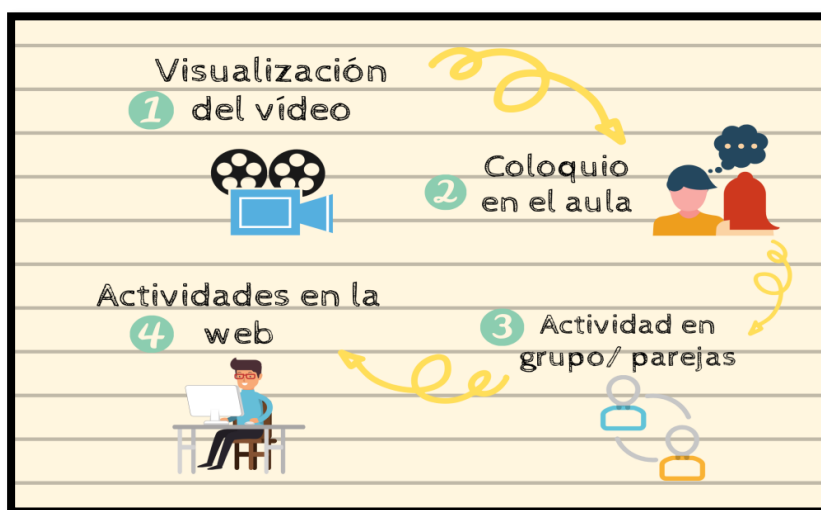 Visualización
1 del vídeo
2 Coloquio
en el aula
3 Actividad en
grupo/ parejas
Actividades en la
4 web